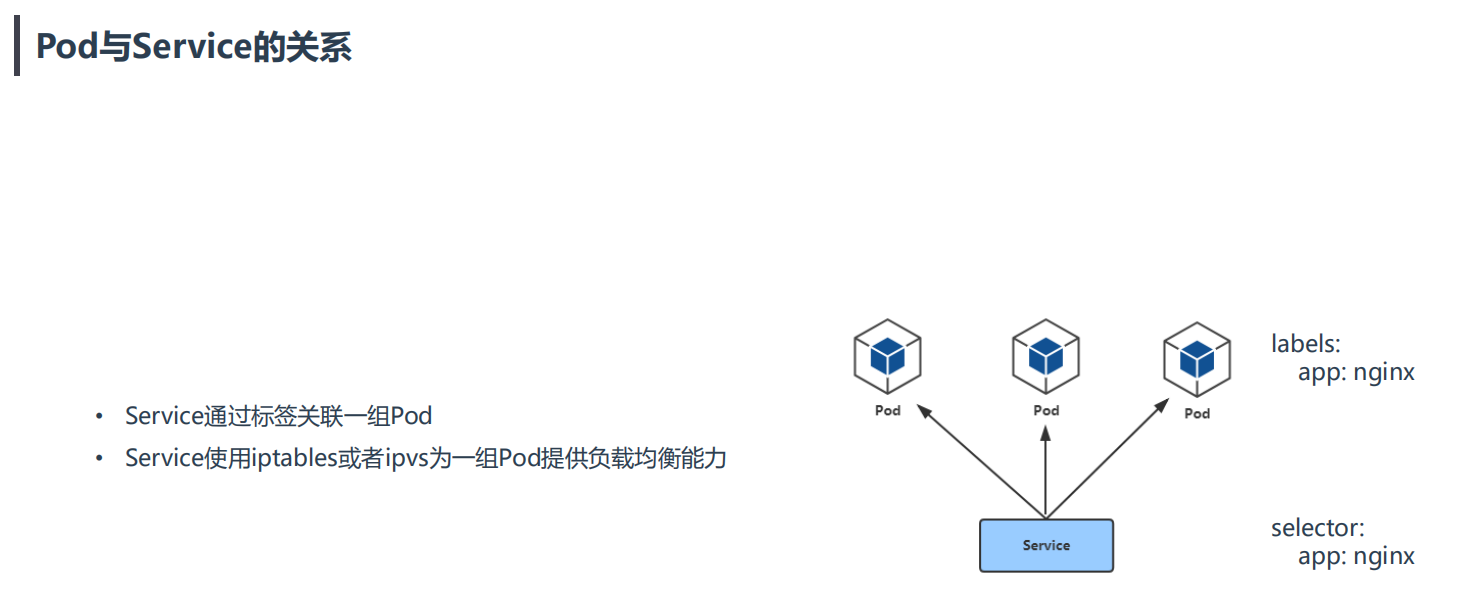 Pod与Service的关系
• Service通过标签关联一组Pod
• Service使用iptables或者ipvs为一组Pod提供负载均衡能力
Pod
Pod
Pod
labels:
app: nginx
Service
selector:
app: nginx